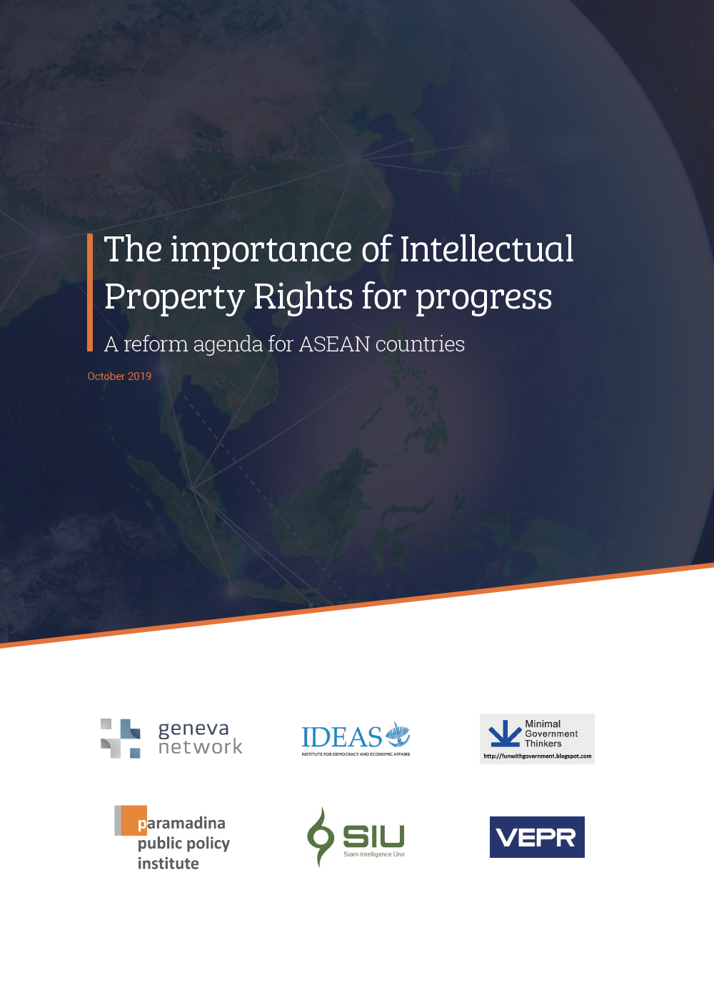 The importance of Intellectual
Property Rights for progress
A reform agenda for ASEAN countries
October 2019
geneva
network
IDEAS
INSTITUTE FOR DEMOCRACY AND ECONOMIC AFFAIRS
Minimal
Government
Thinkers
http://funwithgovernment.blogspot.com
paramadina
public policy
institute
SIU
Siam Intelligence Unit
VEPR